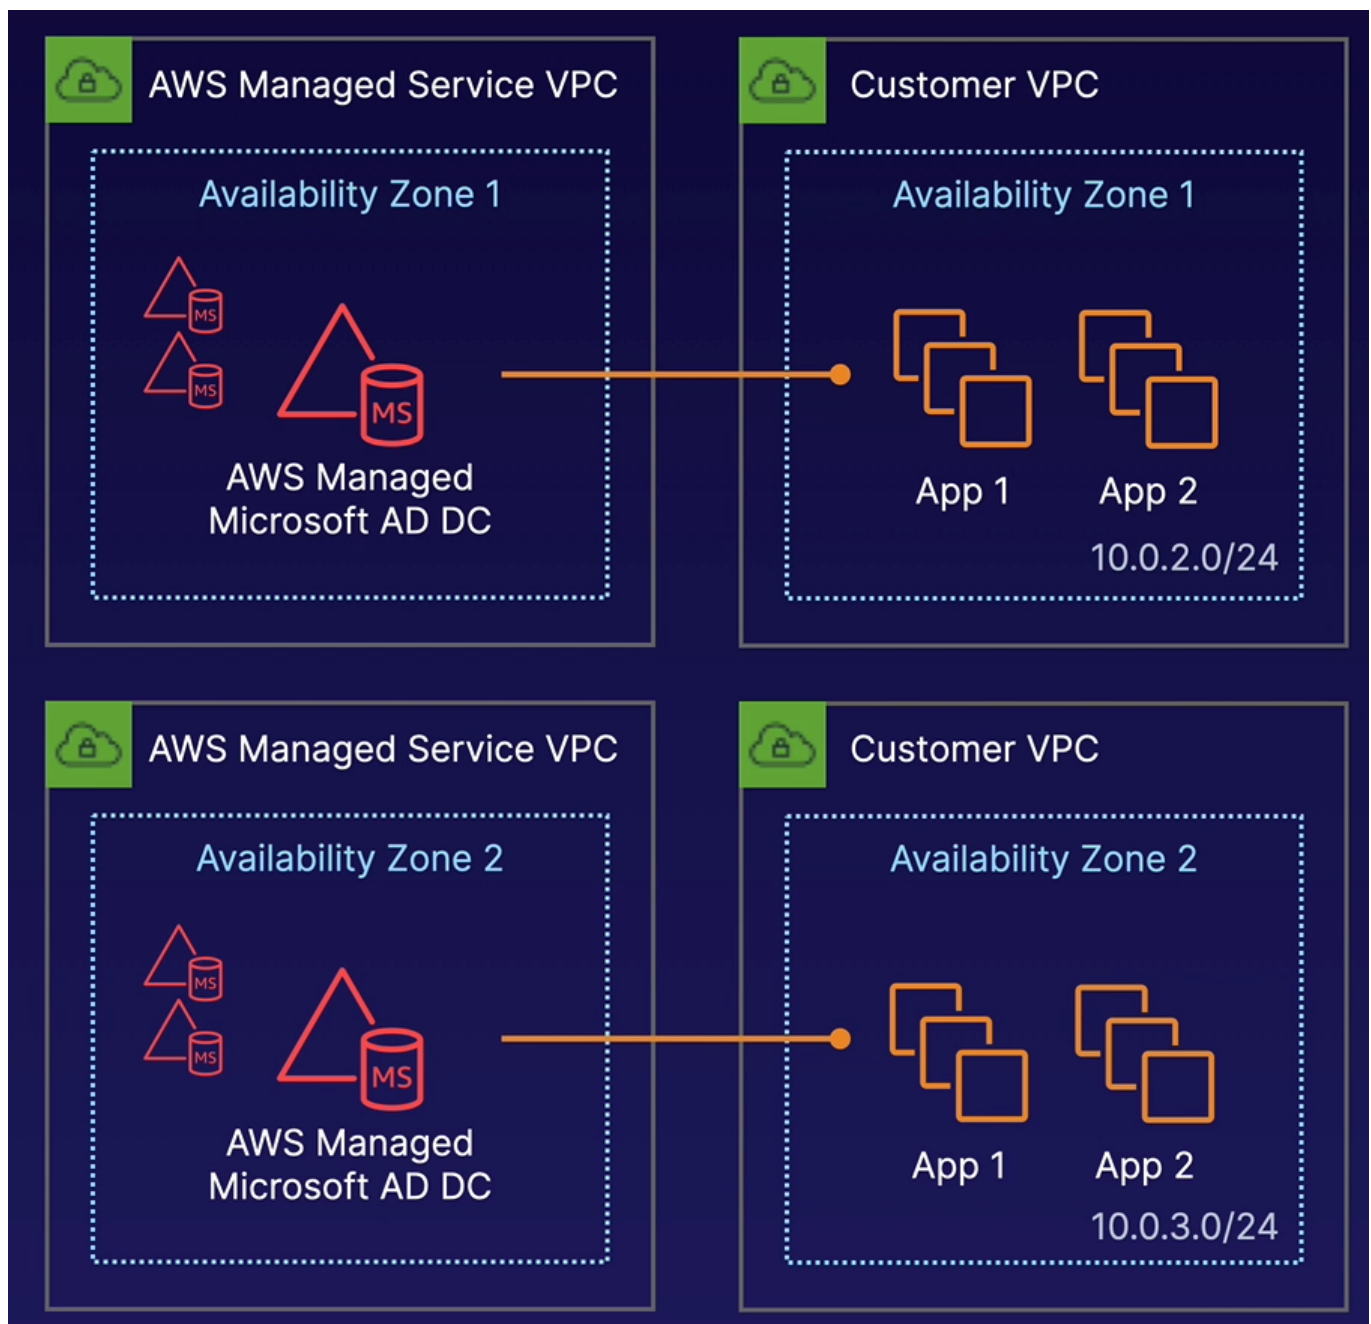 AWS Managed Service VPC
Availability Zone 1
MS
MS
MS
AWS Managed
Microsoft AD DC
Customer VPC
Availability Zone 1
App 1
App 2
10.0.2.0/24
AWS Managed Service VPC
Availability Zone 2
MS
MS
MS
AWS Managed
Microsoft AD DC
Customer VPC
Availability Zone 2
App 1
App 2
10.0.3.0/24